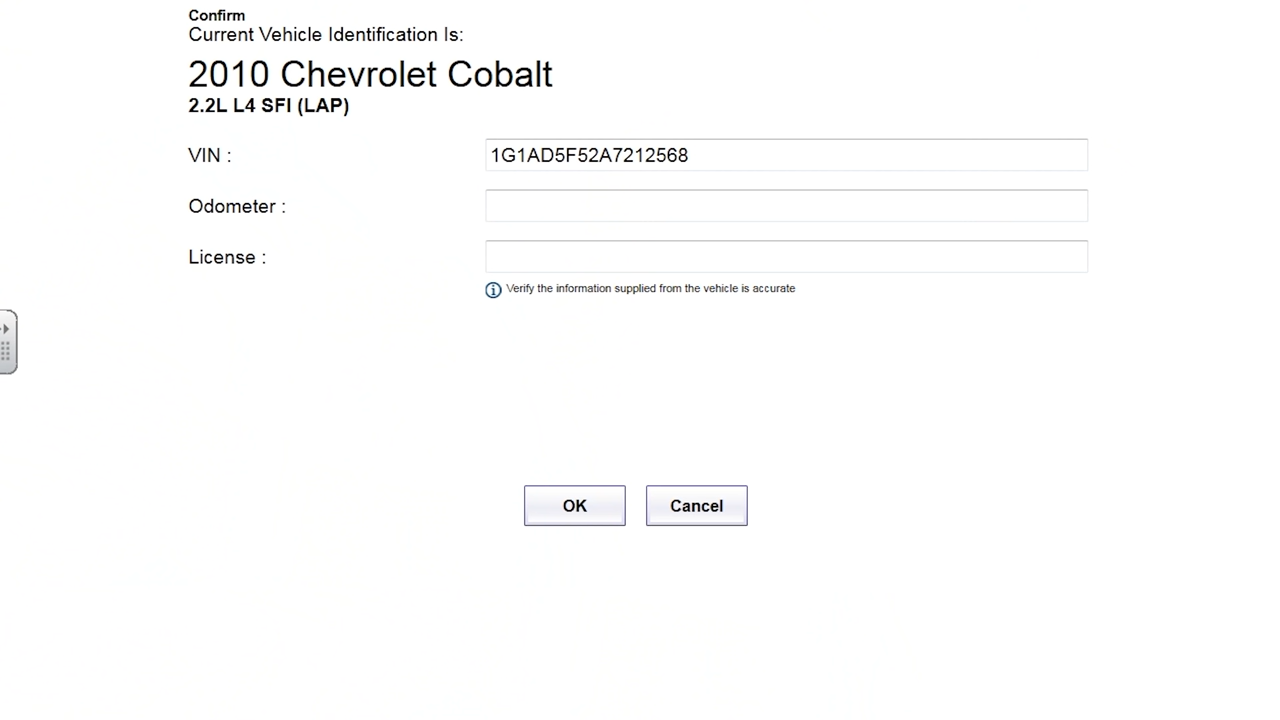 Confirm
Current Vehicle Identification Is:
2010 Chevrolet Cobalt
2.2L L4 SFI (LAP)
VIN : 1G1AD5F52A7212568
Odometer :
License :
Verify the information supplied from the vehicle is accurate
OK Cancel